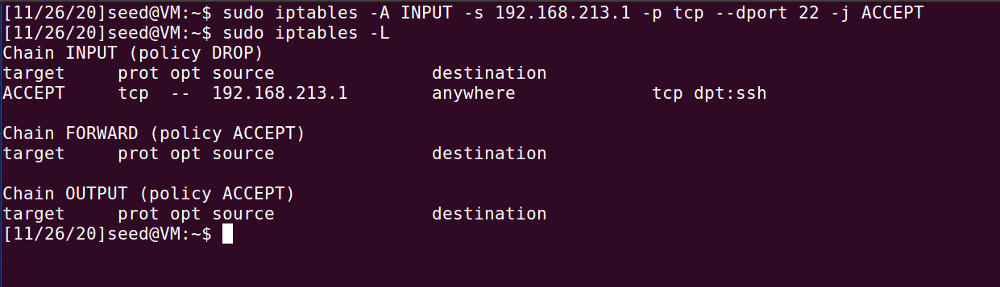 [11/26/20]seed@VM:~$ sudo iptables -A INPUT -s 192.168.213.1 -p tcp --dport 22 -j ACCEPT
[11/26/20]seed@VM:~$ sudo iptables -L
Chain INPUT (policy DROP)
target     prot opt source               destination
ACCEPT     tcp  --  192.168.213.1        anywhere             tcp dpt:ssh

Chain FORWARD (policy ACCEPT)
target     prot opt source               destination

Chain OUTPUT (policy ACCEPT)
target     prot opt source               destination
[11/26/20]seed@VM:~$